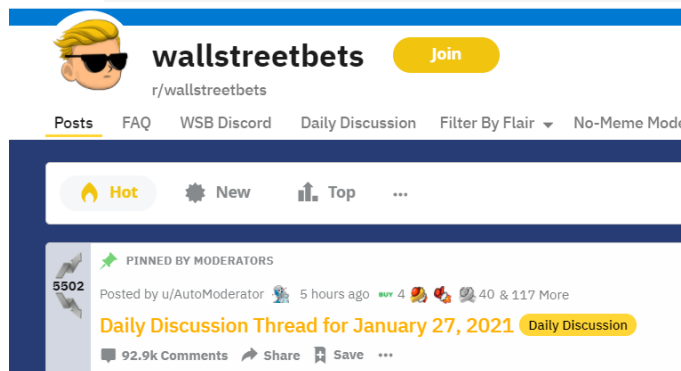 wallstreetbets Join
r/wallstreetbets
Posts FAQ WSB Discord Daily Discussion Filter By Flair No-Meme Mode
Hot New Top ...
PINNED BY MODERATORS
5502
Posted by u/AutoModerator 5 hours ago BUY 4 40 & 117 More
Daily Discussion Thread for January 27, 2021 Daily Discussion
92.9k Comments Share Save ...